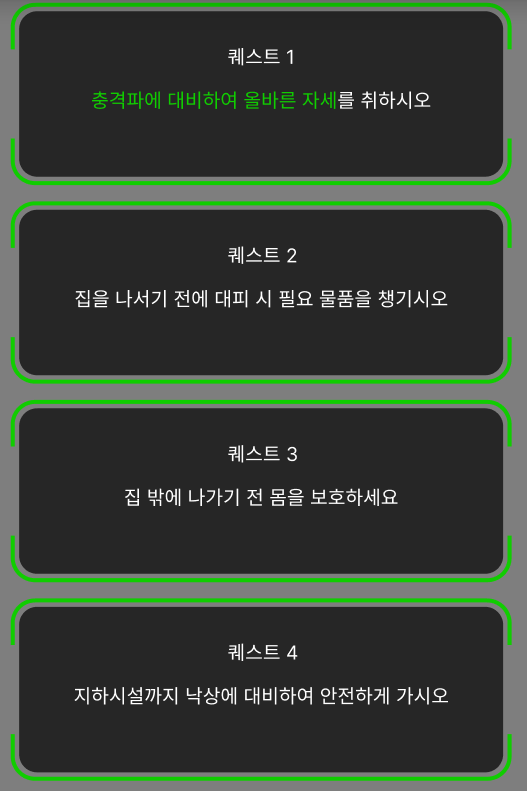 퀘스트 1
충격파에 대비하여 올바른 자세를 취하시오
퀘스트 2
집을 나서기 전에 대피 시 필요 물품을 챙기시오
퀘스트 3
집 밖에 나가기 전 몸을 보호하세요
퀘스트 4
지하시설까지 낙상에 대비하여 안전하게 가시오